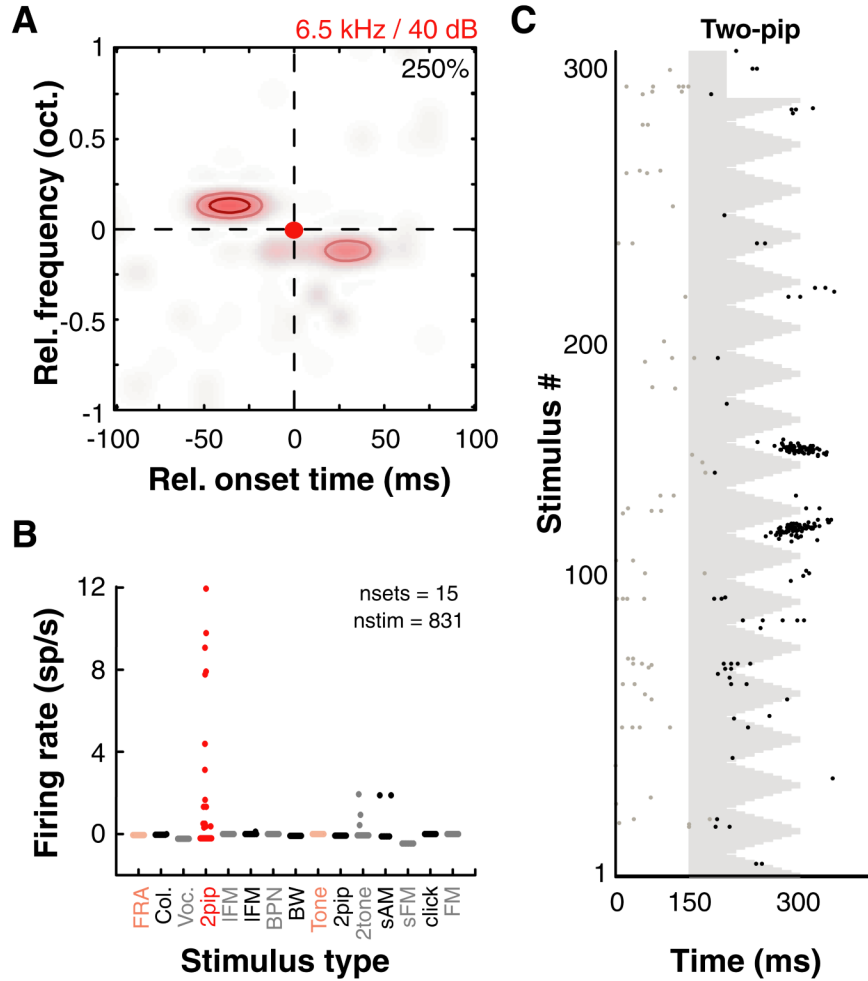 A
6.5 kHz / 40 dB
250%
Rel. frequency (oct.)
1
0.5
0
-0.5
-1
-100
-50
0
50
100
Rel. onset time (ms)
B
nsets = 15
nstim = 831
Firing rate (sp/s)
12
8
4
0
FRA
Col.
Voc.
2pip
lFM
lFM
BPN
BW
Tone
2pip
2tone
sAM
sFM
click
FM
Stimulus type
C
Two-pip
Stimulus #
300
200
100
1
0
150
300
Time (ms)